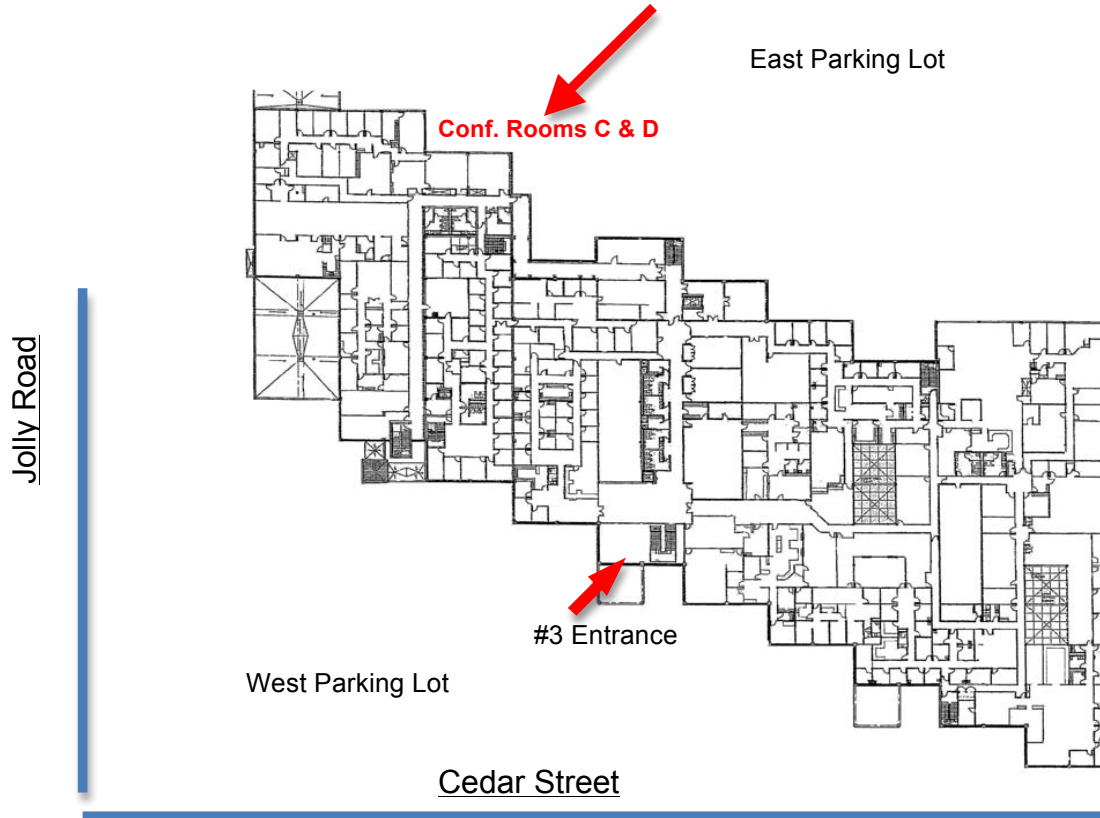 East Parking Lot
Conf. Rooms C & D
Jolly Road
#3 Entrance
West Parking Lot
Cedar Street